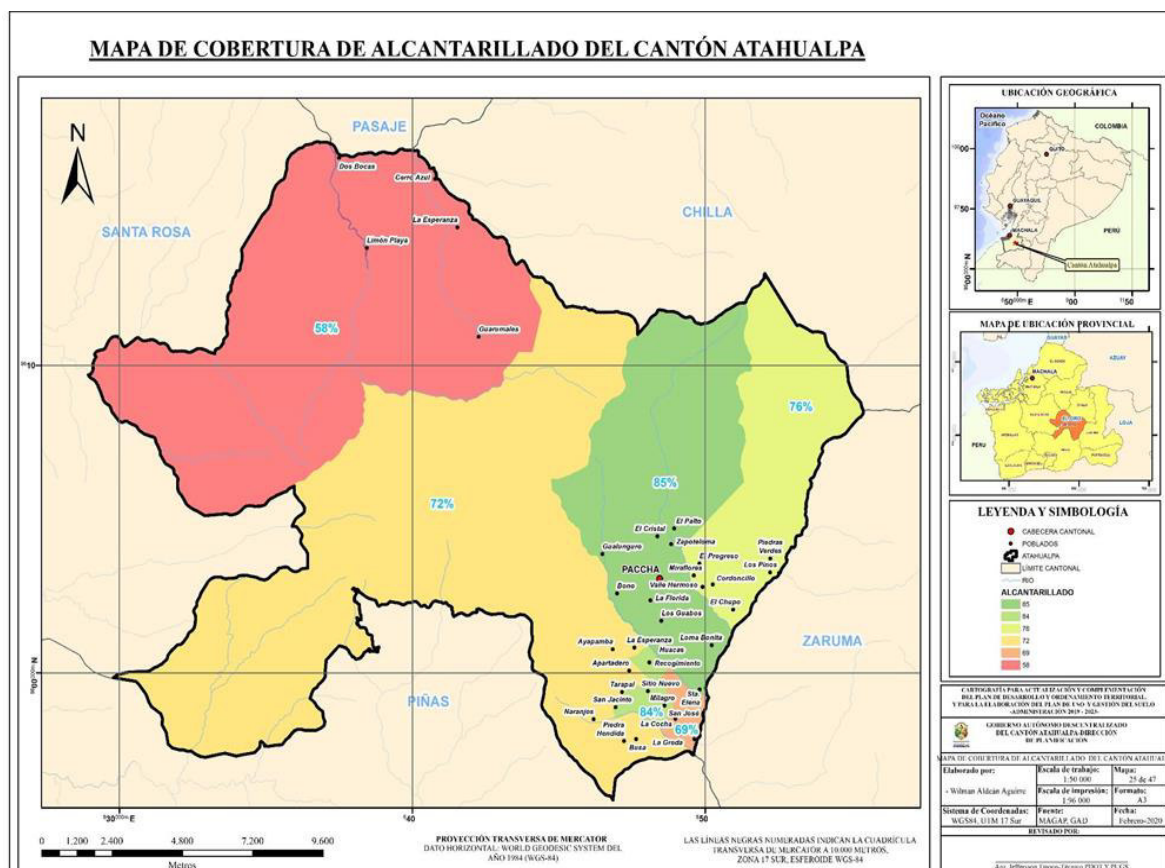 MAPA DE COBERTURA DE ALCANTARILLADO DEL CANTÓN ATAHUALPA
N
PASAJE
SANTA ROSA
CHILLA
ZARUMA
PIÑAS
Dos Bocas
Cerro Azul
La Esperanza
Limón Playa
Guarumales
58%
76%
72%
85%
El Palto
El Cristal
Zapoteloma
Gualunguro
El Progreso
Piedras
Verdes
Miraflores
Los Pinos
PACCHA
Valle Hermoso
Cordoncillo
Bono
La Florida
El Chupo
Los Guabos
Ayapamba
La Esperanza
Loma Bonita
Huacas
Apartadero
Recogimiento
Tarapal
Sitio Nuevo
Sta.
Elena
San Jacinto
Milagro
84%
San José
Naranjos
La Cocha
69%
Piedra
Hendida
Busa
La Greda
0 1,200 2,400 4,800 7,200 9,600
Metros
PROYECCIÓN TRANSVERSA DE MERCATOR
DATO HORIZONTAL: WORLD GEODESIC SYSTEM DEL
AÑO 1984 (WGS-84)
LAS LÍNEAS NEGRAS NUMERADAS INDICAN LA CUADRÍCULA
TRANSVERSA DE MERCATOR A 10.000 METROS,
ZONA 17 SUR, ESFEROIDE WGS-84
UBICACIÓN GEOGRÁFICA
Océano
Pacífico
COLOMBIA
QUITO
GUAYAQUIL
MACHALA
PERÚ
Cantón Atahualpa
MAPA DE UBICACIÓN PROVINCIAL
GUAYAS
AZUAY
MACHALA
LOJA
PERU
LEYENDA Y SIMBOLOGÍA
CABECERA CANTONAL
POBLADOS
ATAHUALPA
LÍMITE CANTONAL
RIO
ALCANTARILLADO
85
84
76
72
69
58
CARTOGRAFÍA PARA ACTUALIZACIÓN Y COMPLEMENTACIÓN
DEL PLAN DE DESARROLLO Y ORDENAMIENTO TERRITORIAL,
Y PARA LA ELABORACIÓN DEL PLAN DE USO Y GESTIÓN DEL SUELO
-ADMINISTRACIÓN 2019 - 2023-
GOBIERNO AUTÓNOMO DESCENTRALIZADO
DEL CANTÓN ATAHUALPA-DIRECCIÓN
DE PLANIFICACIÓN
MAPA DE COBERTURA DE ALCANTARILLADO DEL CANTÓN ATAHUALPA
Elaborado por:
- Wilman Aldeán Aguirre
Escala de trabajo:
1:50 000
Mapa:
25 de 47
Escala de impresión:
1:96 000
Formato:
A3
Sistema de Coordenadas:
WGS84, UTM 17 Sur
Fuente:
MAGAP, GAD
Fecha:
Febrero-2020
REVISADO POR: